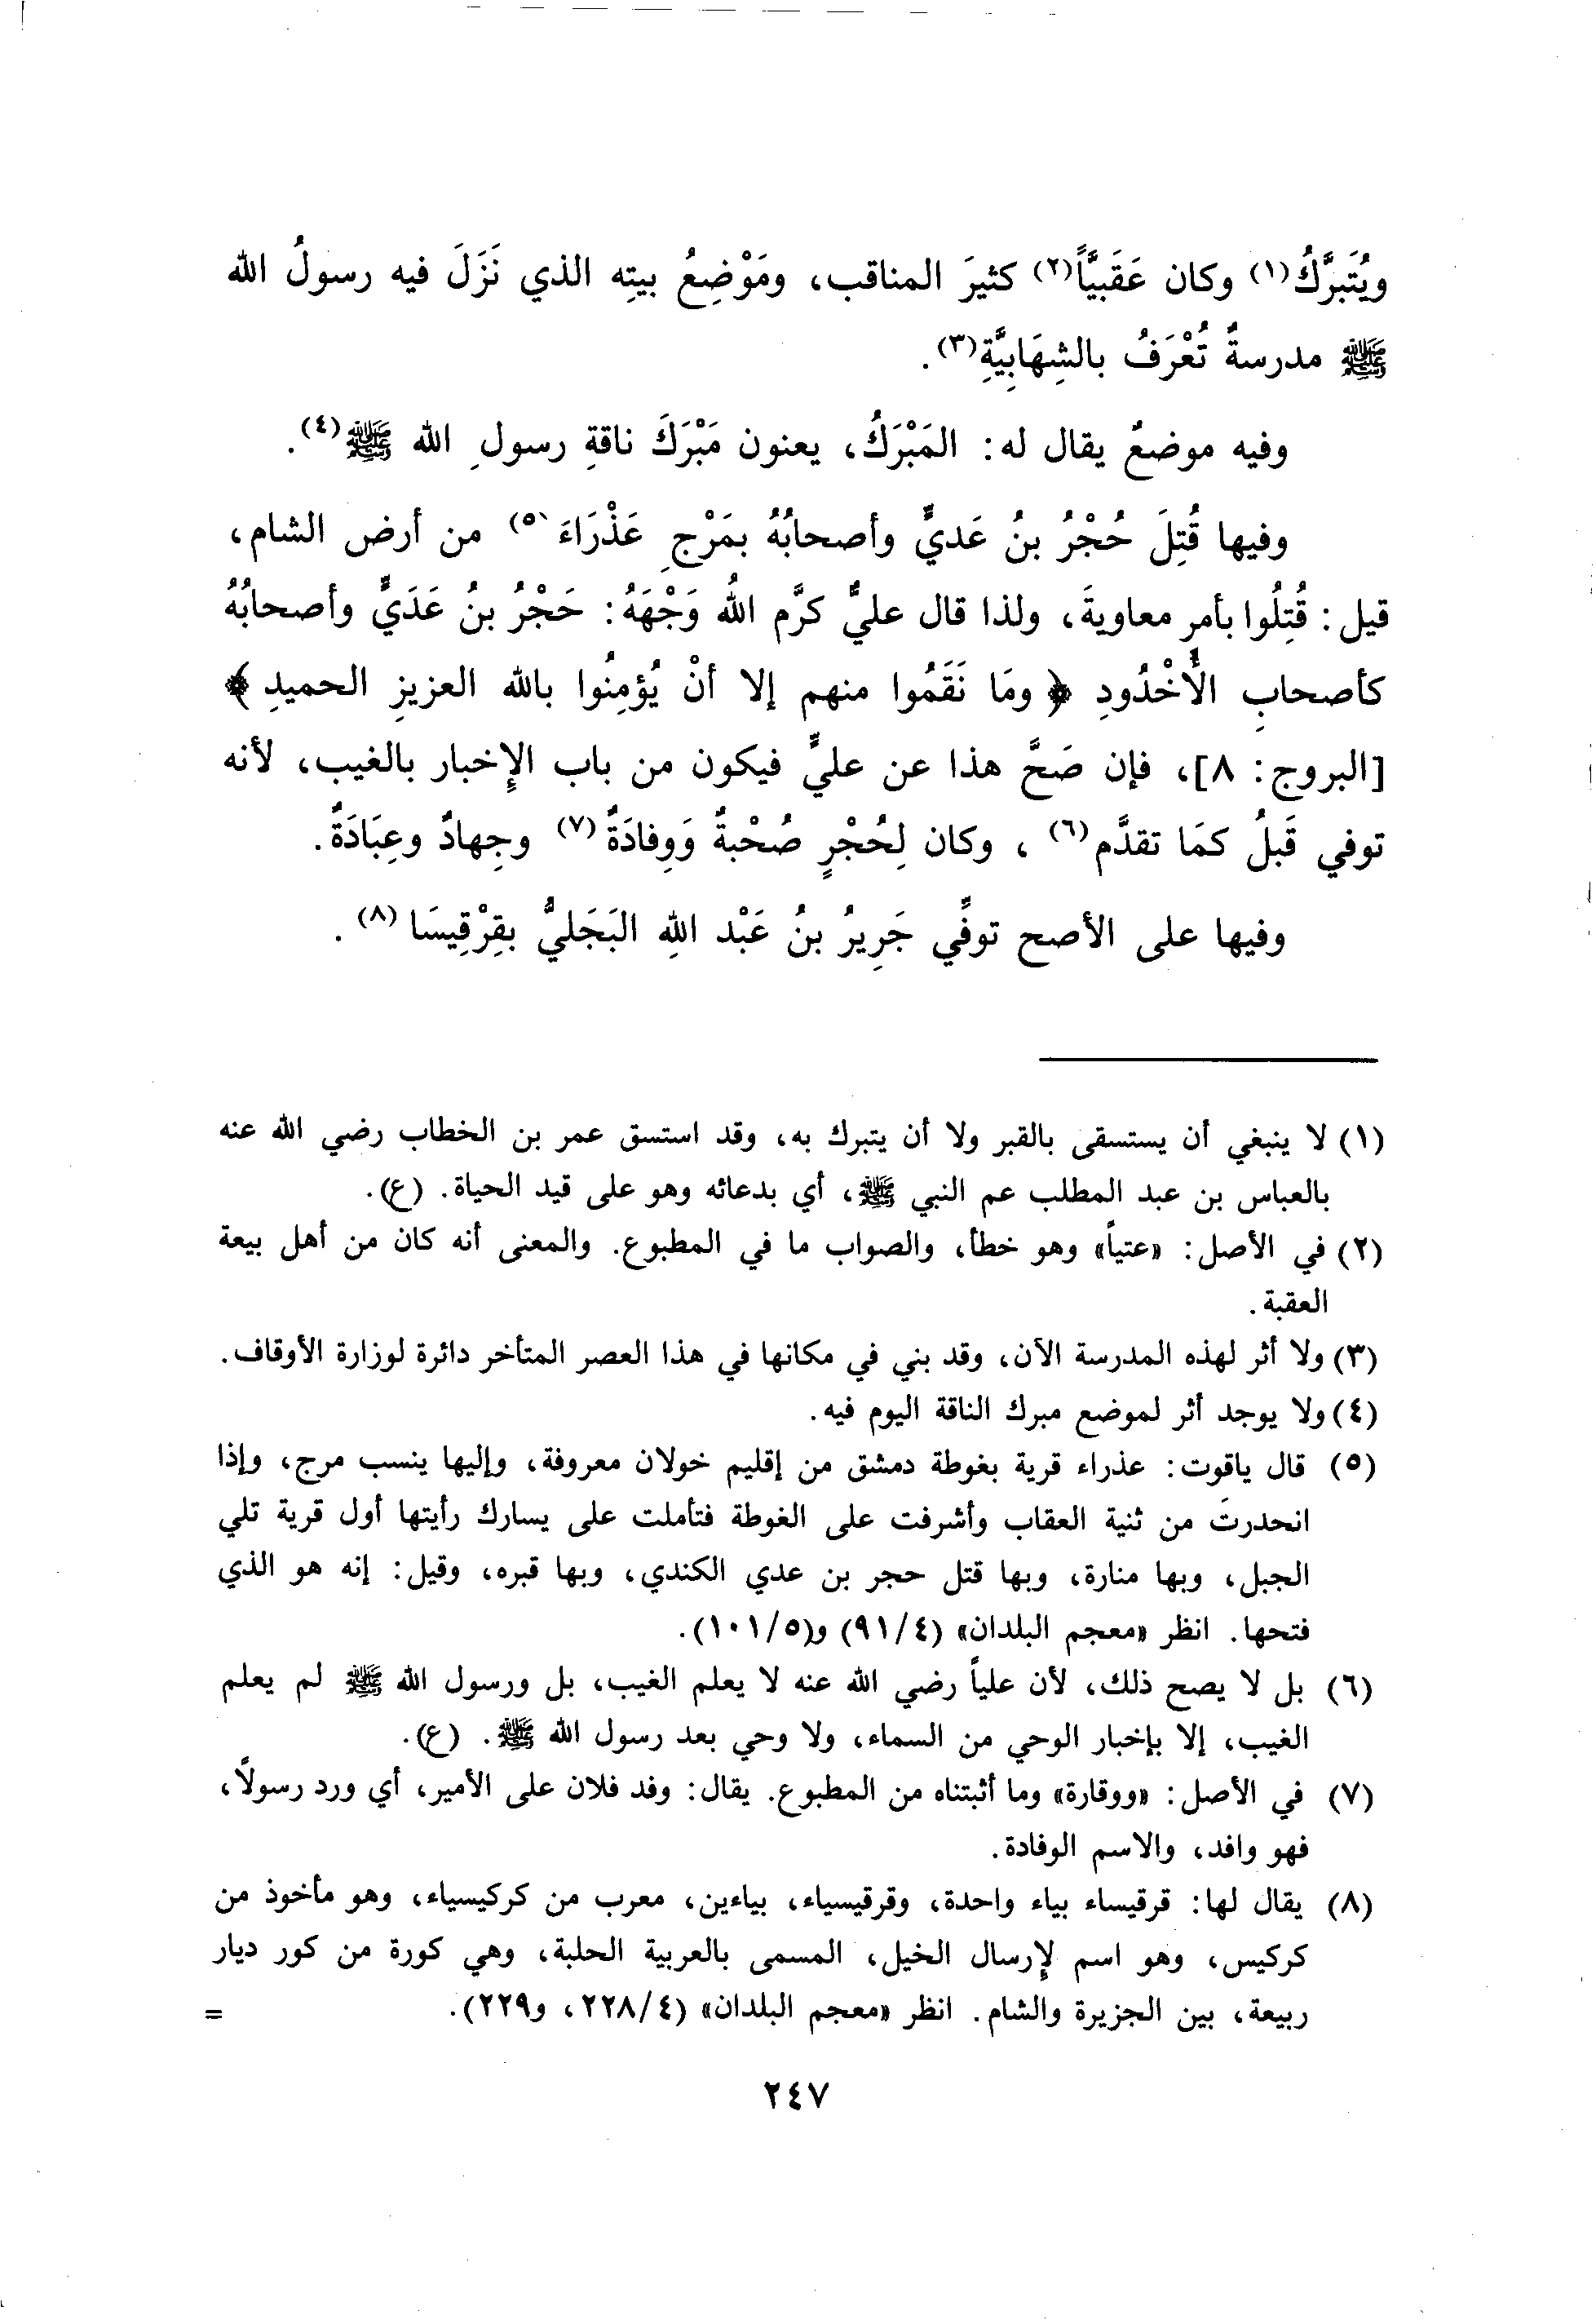 ويُتَبرَّكُ(١) وكان عَقَبيَّاً(٢) كثيرَ المناقب، ومَوْضِعُ بيتِه الذي نَزَلَ فيه رسولُ الله
ﷺ مدرسةٌ تُعْرَفُ بالشِهَابِيَّةِ(٣).
وفيه موضعٌ يقال له: المَبْرَكُ، يعنون مَبْرَكَ ناقةِ رسولِ الله ﷺ(٤).
وفيها قُتِلَ حُجْرُ بنُ عَديٍّ وأصحابُهُ بمَرْجِ عَذْرَاءَ(٥) من أرض الشام،
قيل: قُتِلُوا بأمرِ معاويةَ، ولذا قال عليٌّ كرَّم اللهُ وَجْهَهُ: حَجْرُ بنُ عَدَيٍّ وأصحابُهُ
كأصحابِ الأُخْدُودِ ﴿ ومَا نَقَمُوا منهم إلا أنْ يُؤمِنُوا بالله العزيزِ الحميدِ ﴾
[البروج: ٨]، فإن صَحَّ هذا عن عليٍّ فيكون من باب الإِخبار بالغيب، لأنه
توفي قَبلُ كمَا تقدَّم(٦) ، وكان لِحُجْرٍ صُحْبةٌ وَوِفادَةٌ(٧) وجِهادٌ وعِبَادَةٌ.
وفيها على الأصح توفِّي جَرِيرُ بنُ عَبْد اللهِ البَجَليُّ بقِرْقِيسَا(٨).
(١) لا ينبغي أن يستسقى بالقبر ولا أن يتبرك به، وقد استسق عمر بن الخطاب رضي الله عنه
بالعباس بن عبد المطلب عم النبي ﷺ، أي بدعائه وهو على قيد الحياة. (ع).
(٢) في الأصل: «عتياً» وهو خطأ، والصواب ما في المطبوع. والمعنى أنه كان من أهل بيعة
العقبة.
(٣) ولا أثر لهذه المدرسة الآن، وقد بني في مكانها في هذا العصر المتأخر دائرة لوزارة الأوقاف.
(٤) ولا يوجد أثر لموضع مبرك الناقة اليوم فيه.
(٥) قال ياقوت: عذراء قرية بغوطة دمشق من إقليم خولان معروفة، وإليها ينسب مرج، وإذا
انحدرتَ من ثنية العقاب وأشرفت على الغوطة فتأملت على يسارك رأيتها أول قرية تلي
الجبل، وبها منارة، وبها قتل حجر بن عدي الكندي، وبها قبره، وقيل: إنه هو الذي
فتحها. انظر «معجم البلدان» (٩١/٤) و(١٠١/٥).
(٦) بل لا يصح ذلك، لأن علياً رضي الله عنه لا يعلم الغيب، بل ورسول الله ﷺ لم يعلم
الغيب، إلا بإخبار الوحي من السماء، ولا وحي بعد رسول الله ﷺ. (ع).
(٧) في الأصل: «ووقارة» وما أثبتناه من المطبوع. يقال: وفد فلان على الأمير، أي ورد رسولاً،
فهو وافد، والاسم الوفادة.
(٨) يقال لها: قرقيساء بياء واحدة، وقرقيسياء، بياءين، معرب من كركيسياء، وهو مأخوذ من
كركيس، وهو اسم لإِرسال الخيل، المسمى بالعربية الحلبة، وهي كورة من كور ديار
ربيعة، بين الجزيرة والشام. انظر «معجم البلدان» (٢٢٨/٤، و٢٢٩). =
٢٤٧